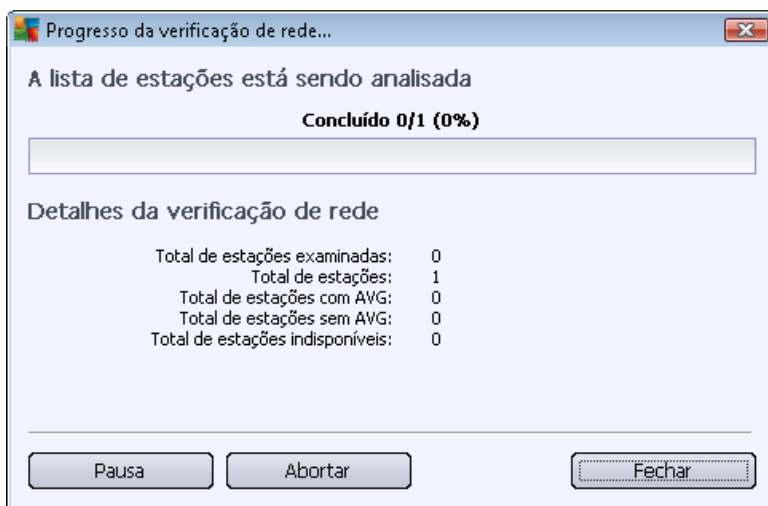 Progresso da verificação de rede...
A lista de estações está sendo analisada
Concluído 0/1 (0%)
Detalhes da verificação de rede
Total de estações examinadas: 0
Total de estações: 1
Total de estações com AVG: 0
Total de estações sem AVG: 0
Total de estações indisponíveis: 0
Pausa Abortar Fechar